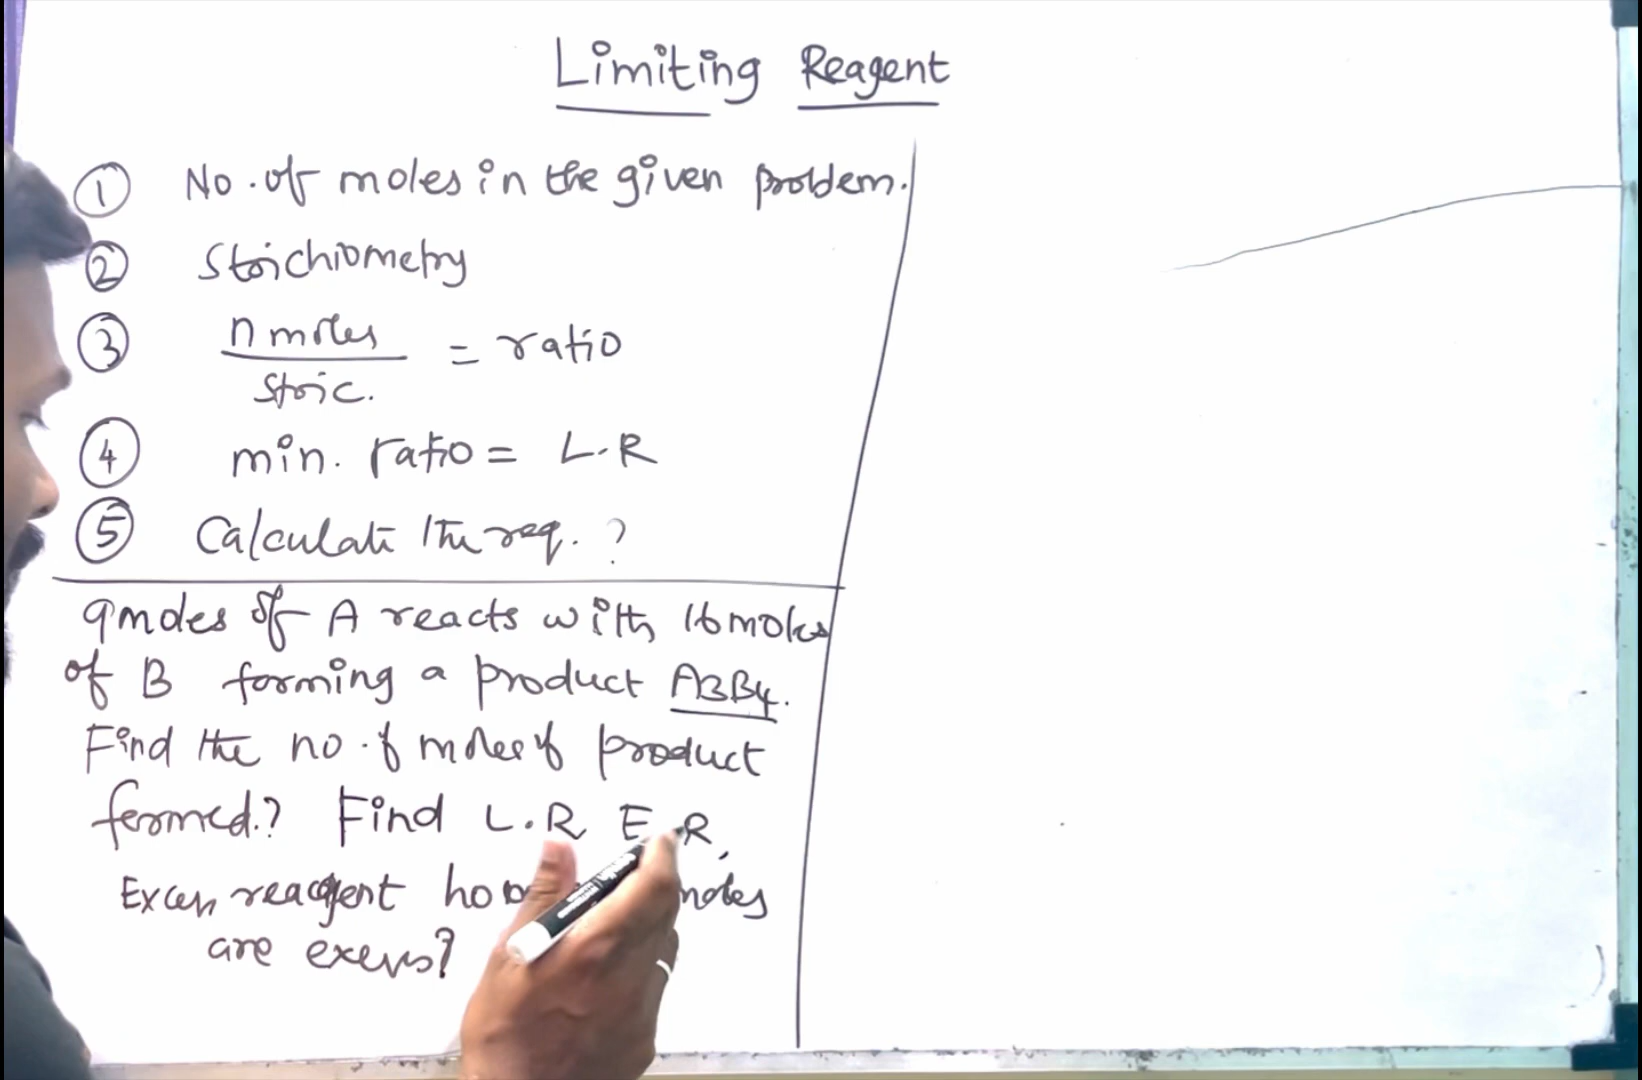 Limiting Reagent
① No. of moles in the given problem.
② Stoichiometry
③ n moles / Stoic. = ratio
④ min. ratio = L.R
⑤ Calculate the req. ?
9 moles of A reacts with 16 moles
of B forming a product A3B4.
Find the no. of moles of product
formed.? Find L.R E.R,
Excess reagent moles
are excess?